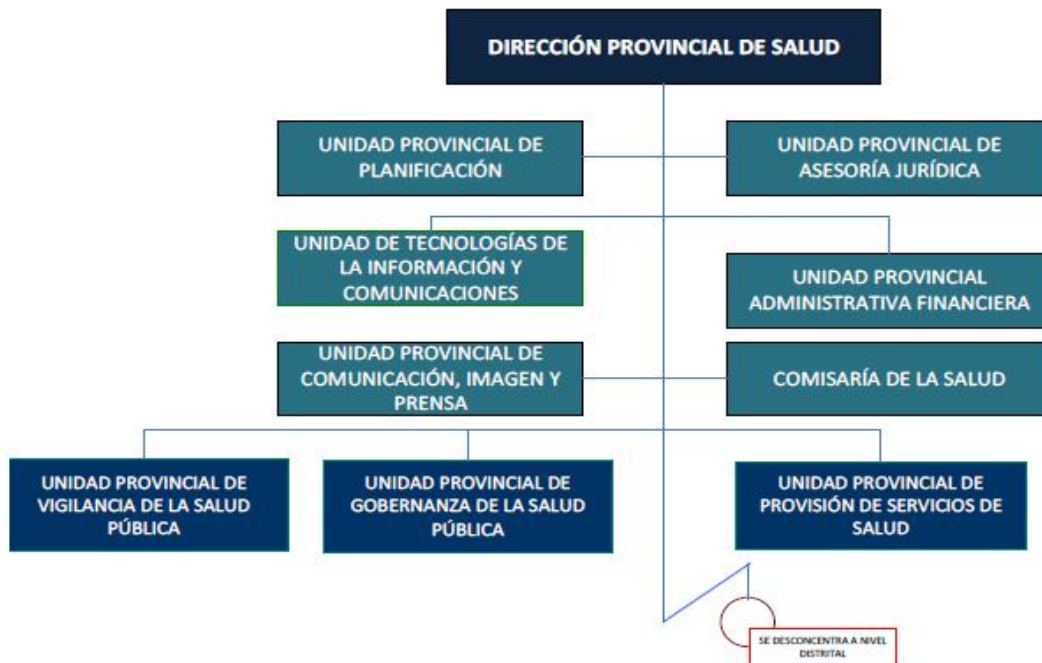 DIRECCIÓN PROVINCIAL DE SALUD
UNIDAD PROVINCIAL DE
PLANIFICACIÓN
UNIDAD PROVINCIAL DE
ASESORÍA JURÍDICA
UNIDAD DE TECNOLOGÍAS DE
LA INFORMACIÓN Y
COMUNICACIONES
UNIDAD PROVINCIAL
ADMINISTRATIVA FINANCIERA
UNIDAD PROVINCIAL DE
COMUNICACIÓN, IMAGEN Y
PRENSA
COMISARÍA DE LA SALUD
UNIDAD PROVINCIAL DE
VIGILANCIA DE LA SALUD
PÚBLICA
UNIDAD PROVINCIAL DE
GOBERNANZA DE LA SALUD
PÚBLICA
UNIDAD PROVINCIAL DE
PROVISIÓN DE SERVICIOS DE
SALUD
SE DESCONCENTRA A NIVEL
DISTRITAL